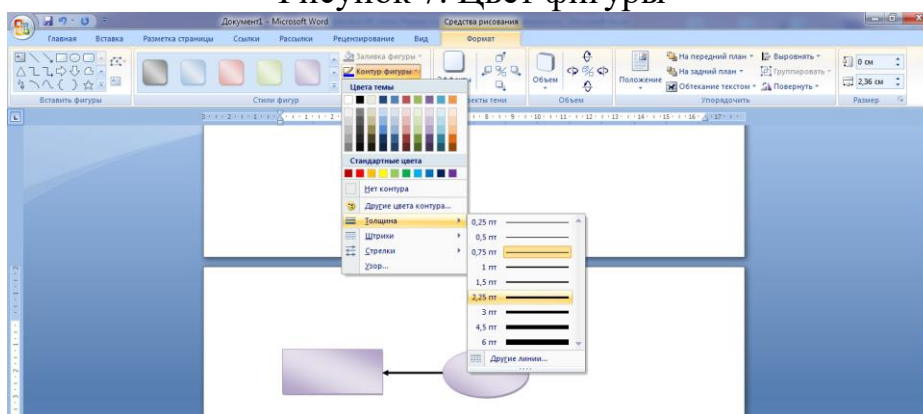 Рисунок 7. Цвет фигуры
Документ1 - Microsoft Word
Средства рисования
Главная Вставка Разметка страницы Ссылки Рассылки Рецензирование Вид Формат
Заливка фигуры
Контур фигуры
Объем
Положение
На передний план
На задний план
Обтекание текстом
Выровнять
Группировать
Повернуть
0 см
2,36 см
Вставить фигуры
Стили фигур
Объем
Упорядочить
Размер
Цвета темы
Стандартные цвета
Нет контура
Другие цвета контура...
Толщина
Штрихи
Стрелки
Узор...
0,25 пт
0,5 пт
0,75 пт
1 пт
1,5 пт
2,25 пт
3 пт
4,5 пт
6 пт
Другие линии...